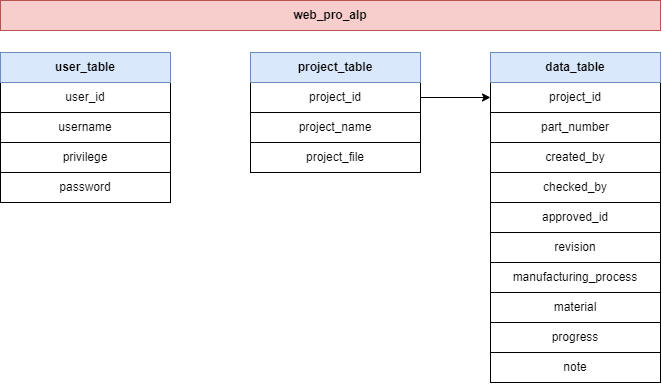 web_pro_alp
user_table
user_id
username
privilege
password
project_table
project_id
project_name
project_file
data_table
project_id
part_number
created_by
checked_by
approved_id
revision
manufacturing_process
material
progress
note